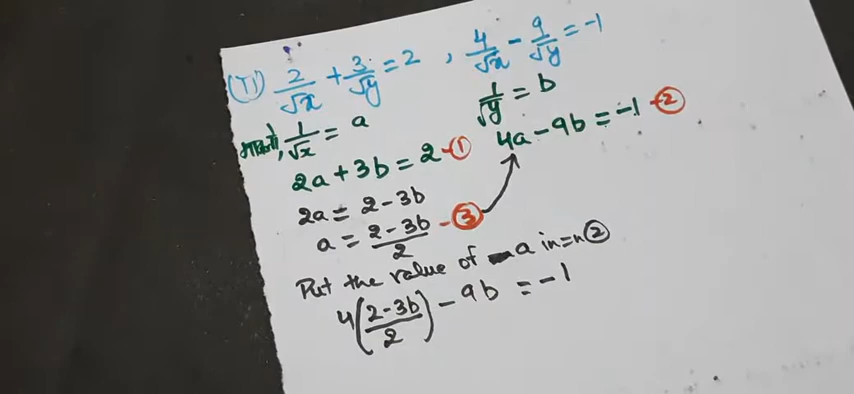 (II) 2/√x + 3/√y = 2 , 4/√x - 9/√y = -1
माना, 1/√x = a 1/√y = b
2a + 3b = 2 - ① 4a - 9b = -1 - ②
2a = 2 - 3b
a = (2 - 3b)/2 - ③
Put the value of a in =n ②
4((2 - 3b)/2) - 9b = -1